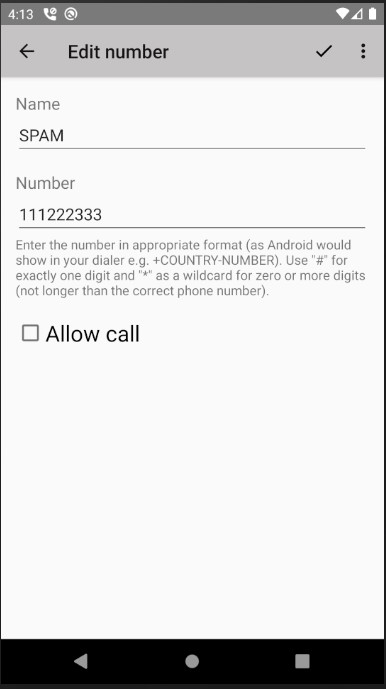 4:13
Edit number
Name
SPAM
Number
111222333
Enter the number in appropriate format (as Android would
show in your dialer e.g. +COUNTRY-NUMBER). Use "#" for
exactly one digit and "*" as a wildcard for zero or more digits
(not longer than the correct phone number).
Allow call